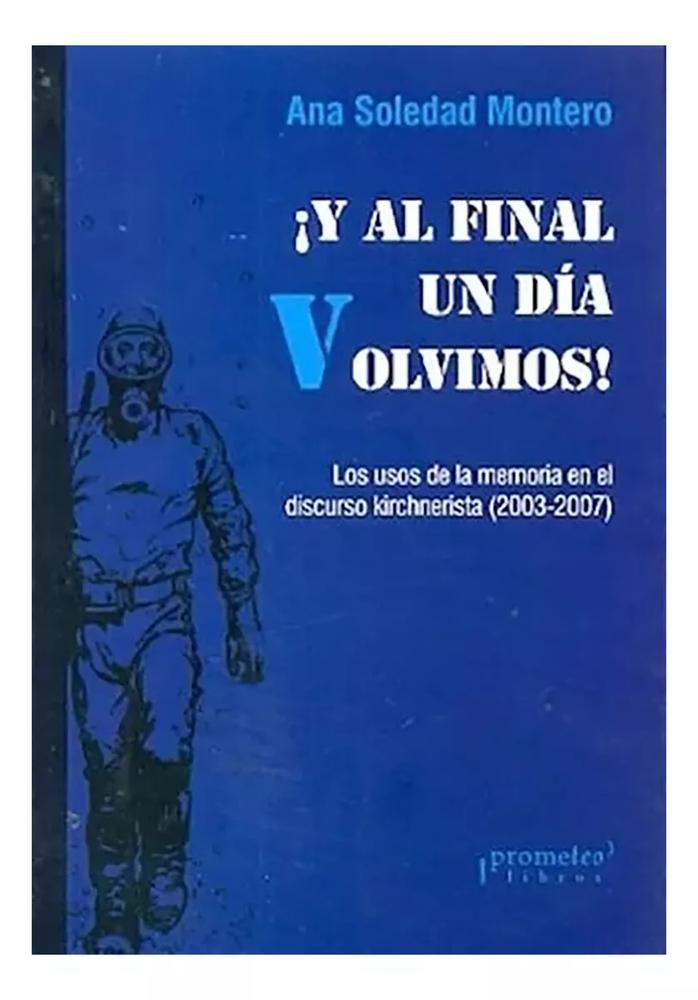 Ana Soledad Montero
¡Y AL FINAL
UN DÍA
VOLVIMOS!
Los usos de la memoria en el
discurso kirchnerista (2003-2007)
prometeo
libros